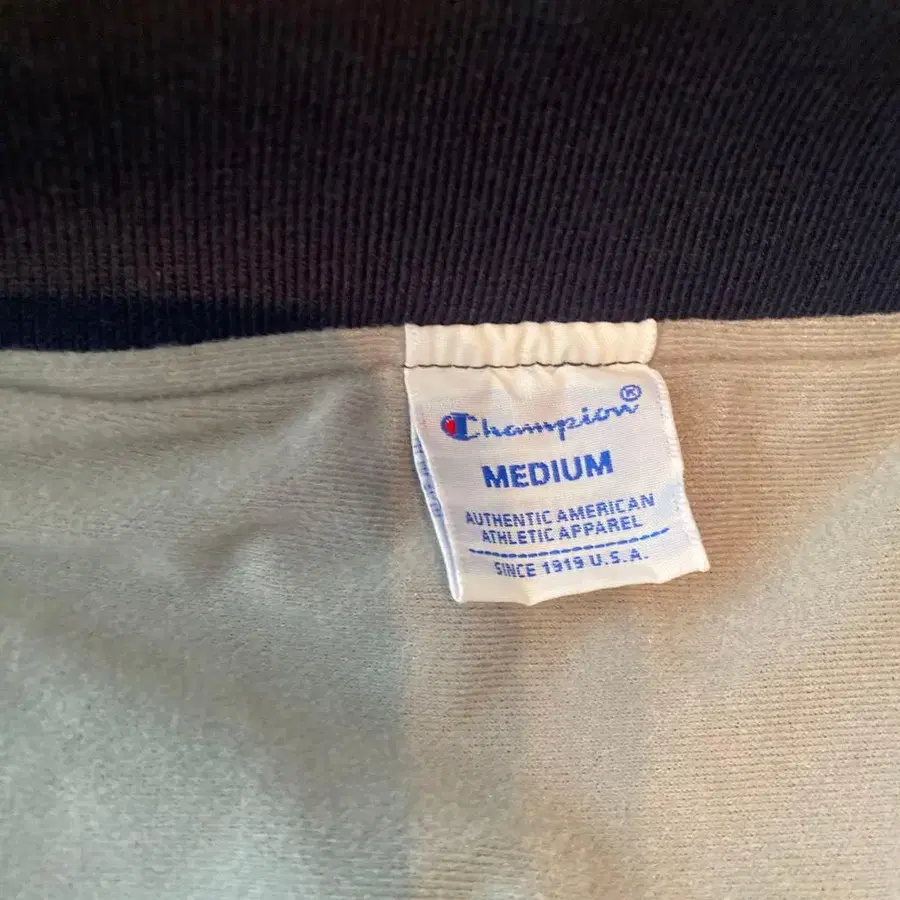 Champion®
MEDIUM
AUTHENTIC AMERICAN
ATHLETIC APPAREL
SINCE 1919 U.S.A.